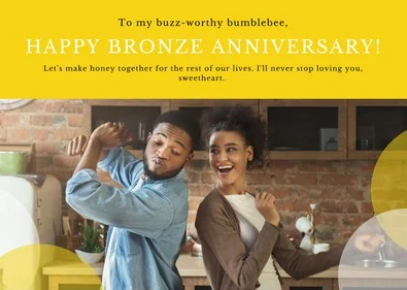 To my buzz-worthy bumblebee,
HAPPY BRONZE ANNIVERSARY!
Let's make honey together for the rest of our lives. I'll never stop loving you,
sweetheart.